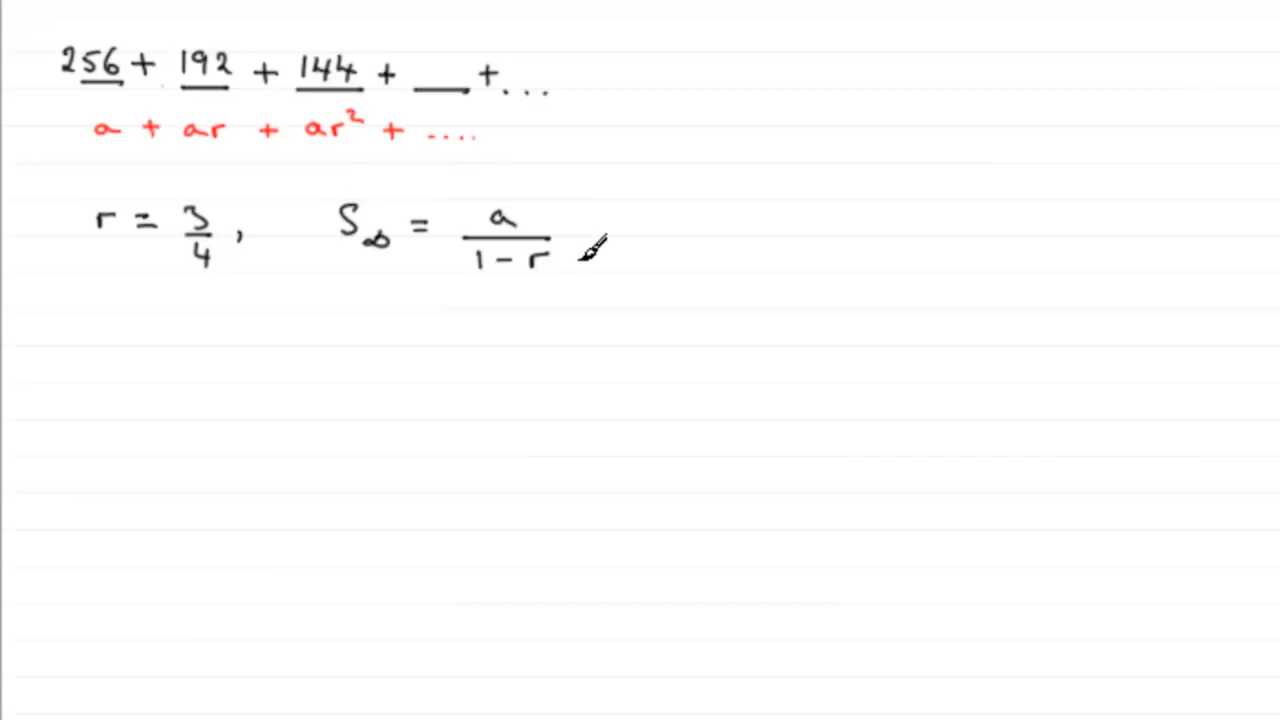 256 + 192 + 144 + ___ + ...
a + ar + ar² + ....
r = 3/4 , S∞ = a/(1 - r)